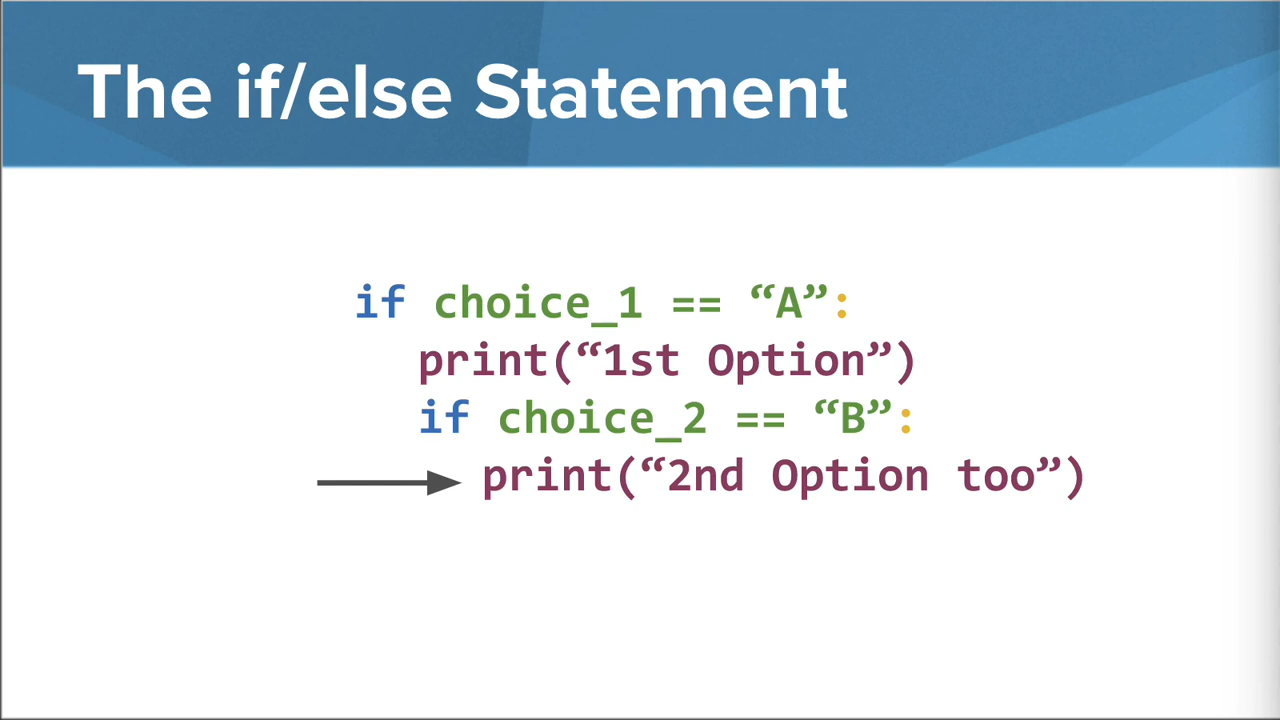 The if/else Statement
if choice_1 == “A”:
print(“1st Option”)
if choice_2 == “B”:
print(“2nd Option too”)